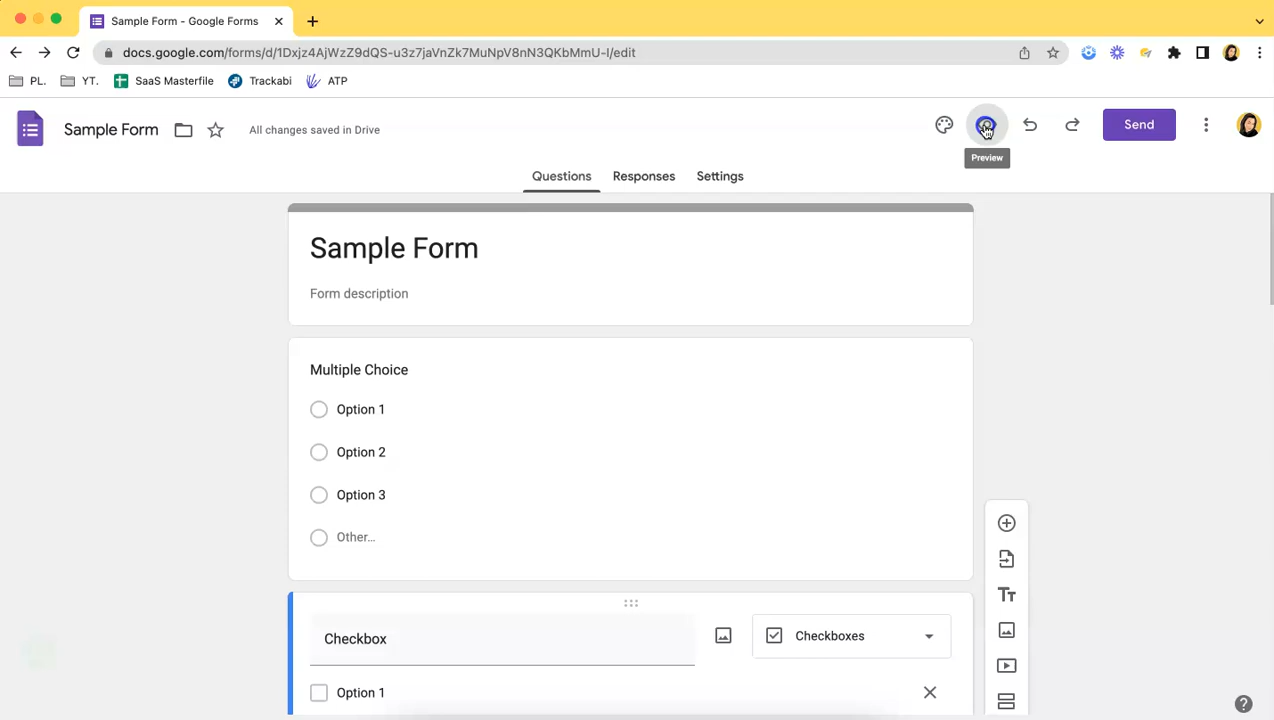 Sample Form - Google Forms
docs.google.com/forms/d/1Dxjz4AjWzZ9dQS-u3z7jaVnZk7MuNpV8nN3QKbMmU-I/edit
PL. YT. SaaS Masterfile Trackabi ATP
Sample Form All changes saved in Drive Send
Preview
Questions Responses Settings
Sample Form
Form description
Multiple Choice
Option 1
Option 2
Option 3
Other...
Tт
Checkbox Checkboxes
Option 1